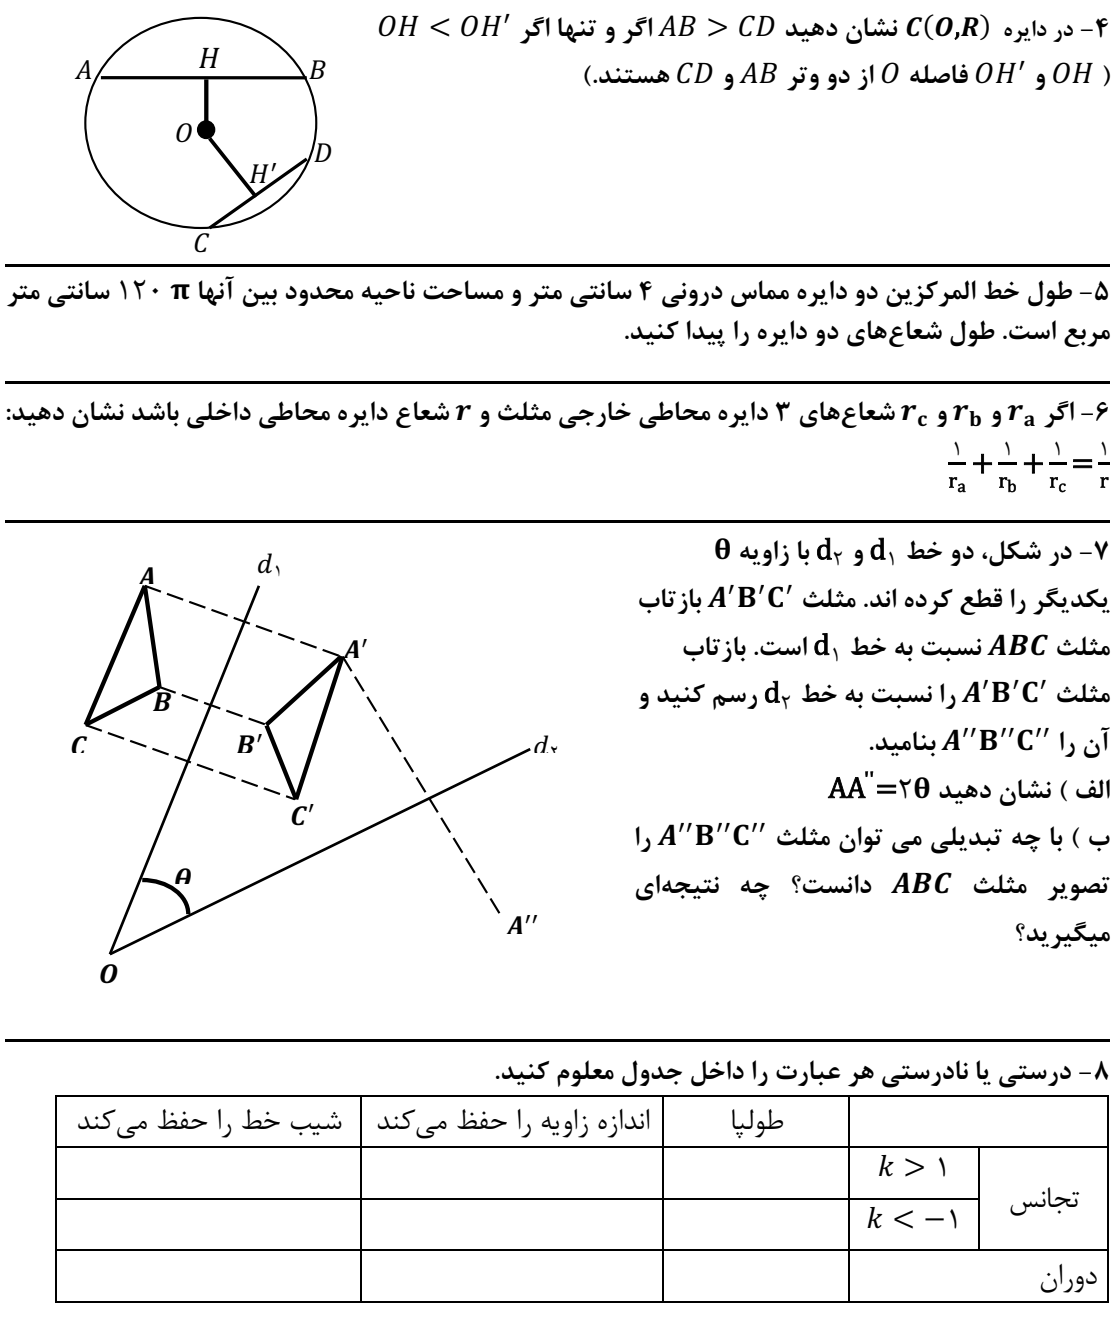 ۴- در دایره C(O,R) نشان دهید AB > CD اگر و تنها اگر OH < OH′
( OH و OH′ فاصله O از دو وتر AB و CD هستند.)
A
H
B
O
D
H′
C
۵- طول خط المرکزین دو دایره مماس درونی ۴ سانتی متر و مساحت ناحیه محدود بین آنها ۱۲۰ π سانتی متر
مربع است. طول شعاع‌های دو دایره را پیدا کنید.
۶- اگر r_a و r_b و r_c شعاع‌های ۳ دایره محاطی خارجی مثلث و r شعاع دایره محاطی داخلی باشد نشان دهید:
۱/r_a + ۱/r_b + ۱/r_c = ۱/r
۷- در شکل، دو خط d۱ و d۲ با زاویه θ
یکدیگر را قطع کرده اند. مثلث A′B′C′ بازتاب
مثلث ABC نسبت به خط d۱ است. بازتاب
مثلث A′B′C′ را نسبت به خط d۲ رسم کنید و
آن را A′′B′′C′′ بنامید.
الف ) نشان دهید AA"=۲θ
ب ) با چه تبدیلی می توان مثلث A′′B′′C′′ را
تصویر مثلث ABC دانست؟ چه نتیجه‌ای
میگیرید؟
d۱
A
A′
B
C
B′
d۲
C′
θ
A′′
O
۸- درستی یا نادرستی هر عبارت را داخل جدول معلوم کنید.
طولپا	اندازه زاویه را حفظ می‌کند	شیب خط را حفظ می‌کند
تجانس	k > ۱
k < −۱
دوران